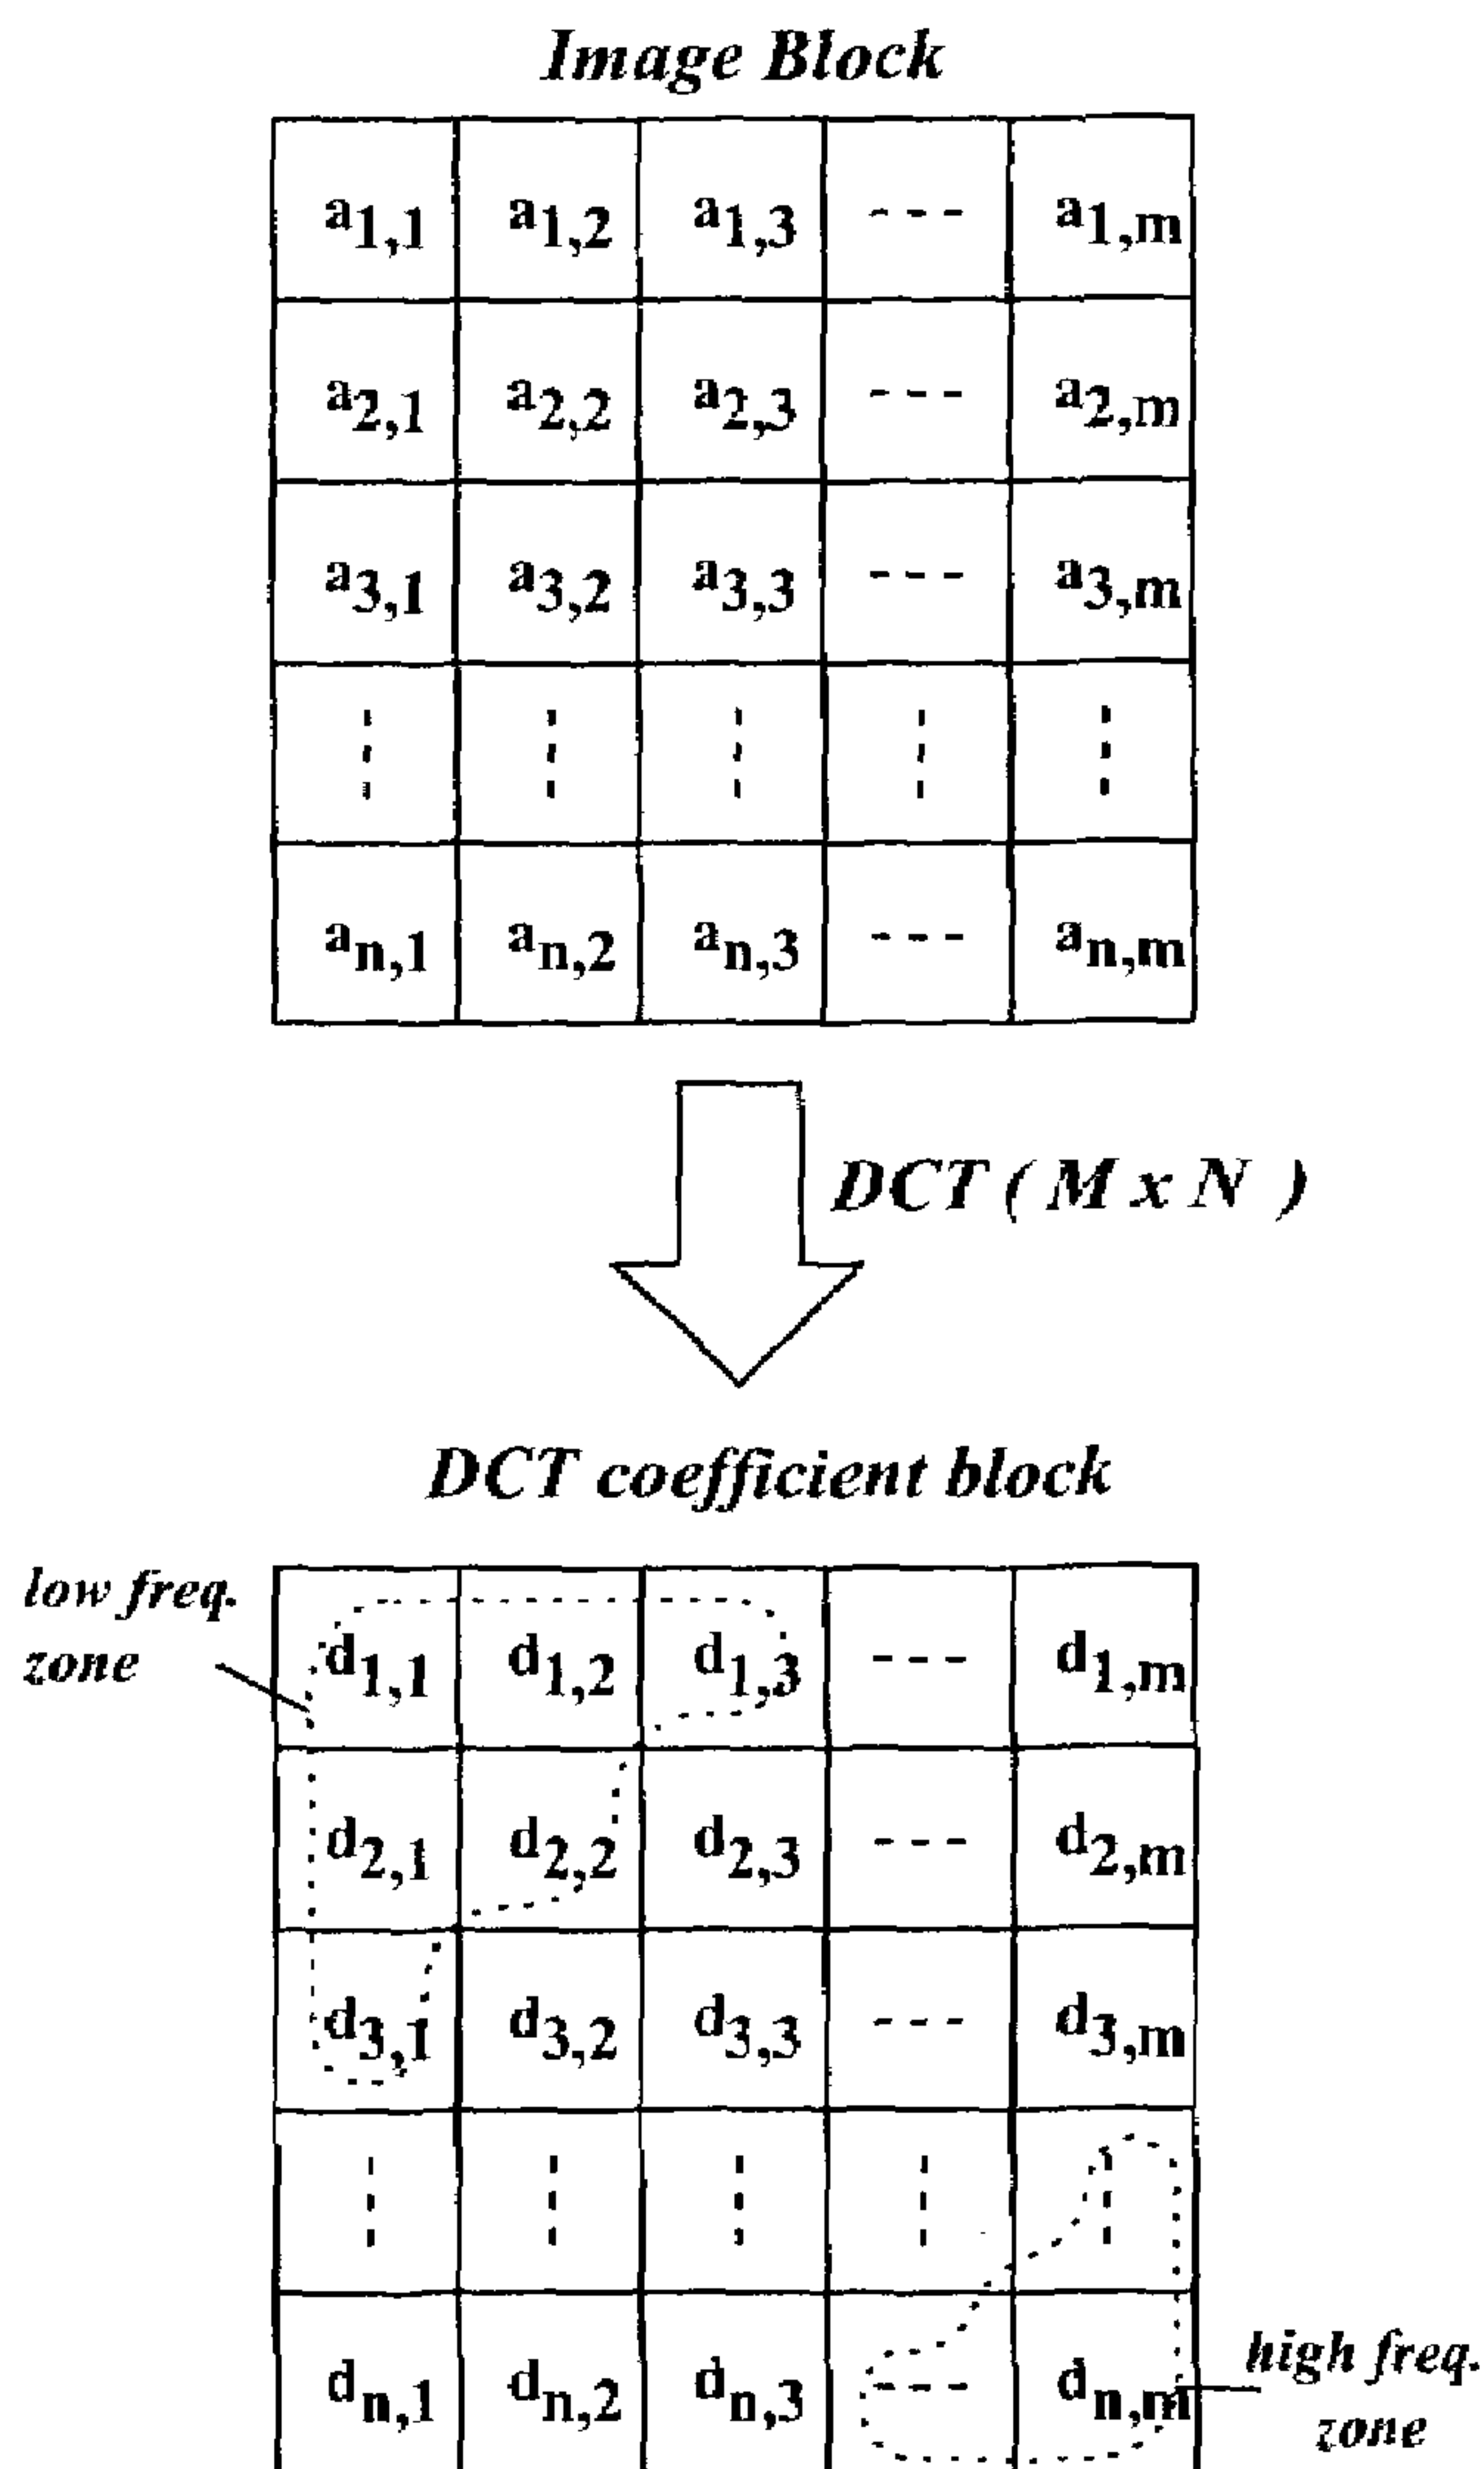 Image Block
a1,1 a1,2 a1,3 --- a1,m
a2,1 a2,2 a2,3 --- a2,m
a3,1 a3,2 a3,3 --- a3,m
an,1 an,2 an,3 --- an,m
DCT ( M x N )
DCT coefficient block
low freq.
zone
d1,1 d1,2 d1,3 --- d1,m
d2,1 d2,2 d2,3 --- d2,m
d3,1 d3,2 d3,3 --- d3,m
dn,1 dn,2 dn,3 --- dn,m
high freq.
zone